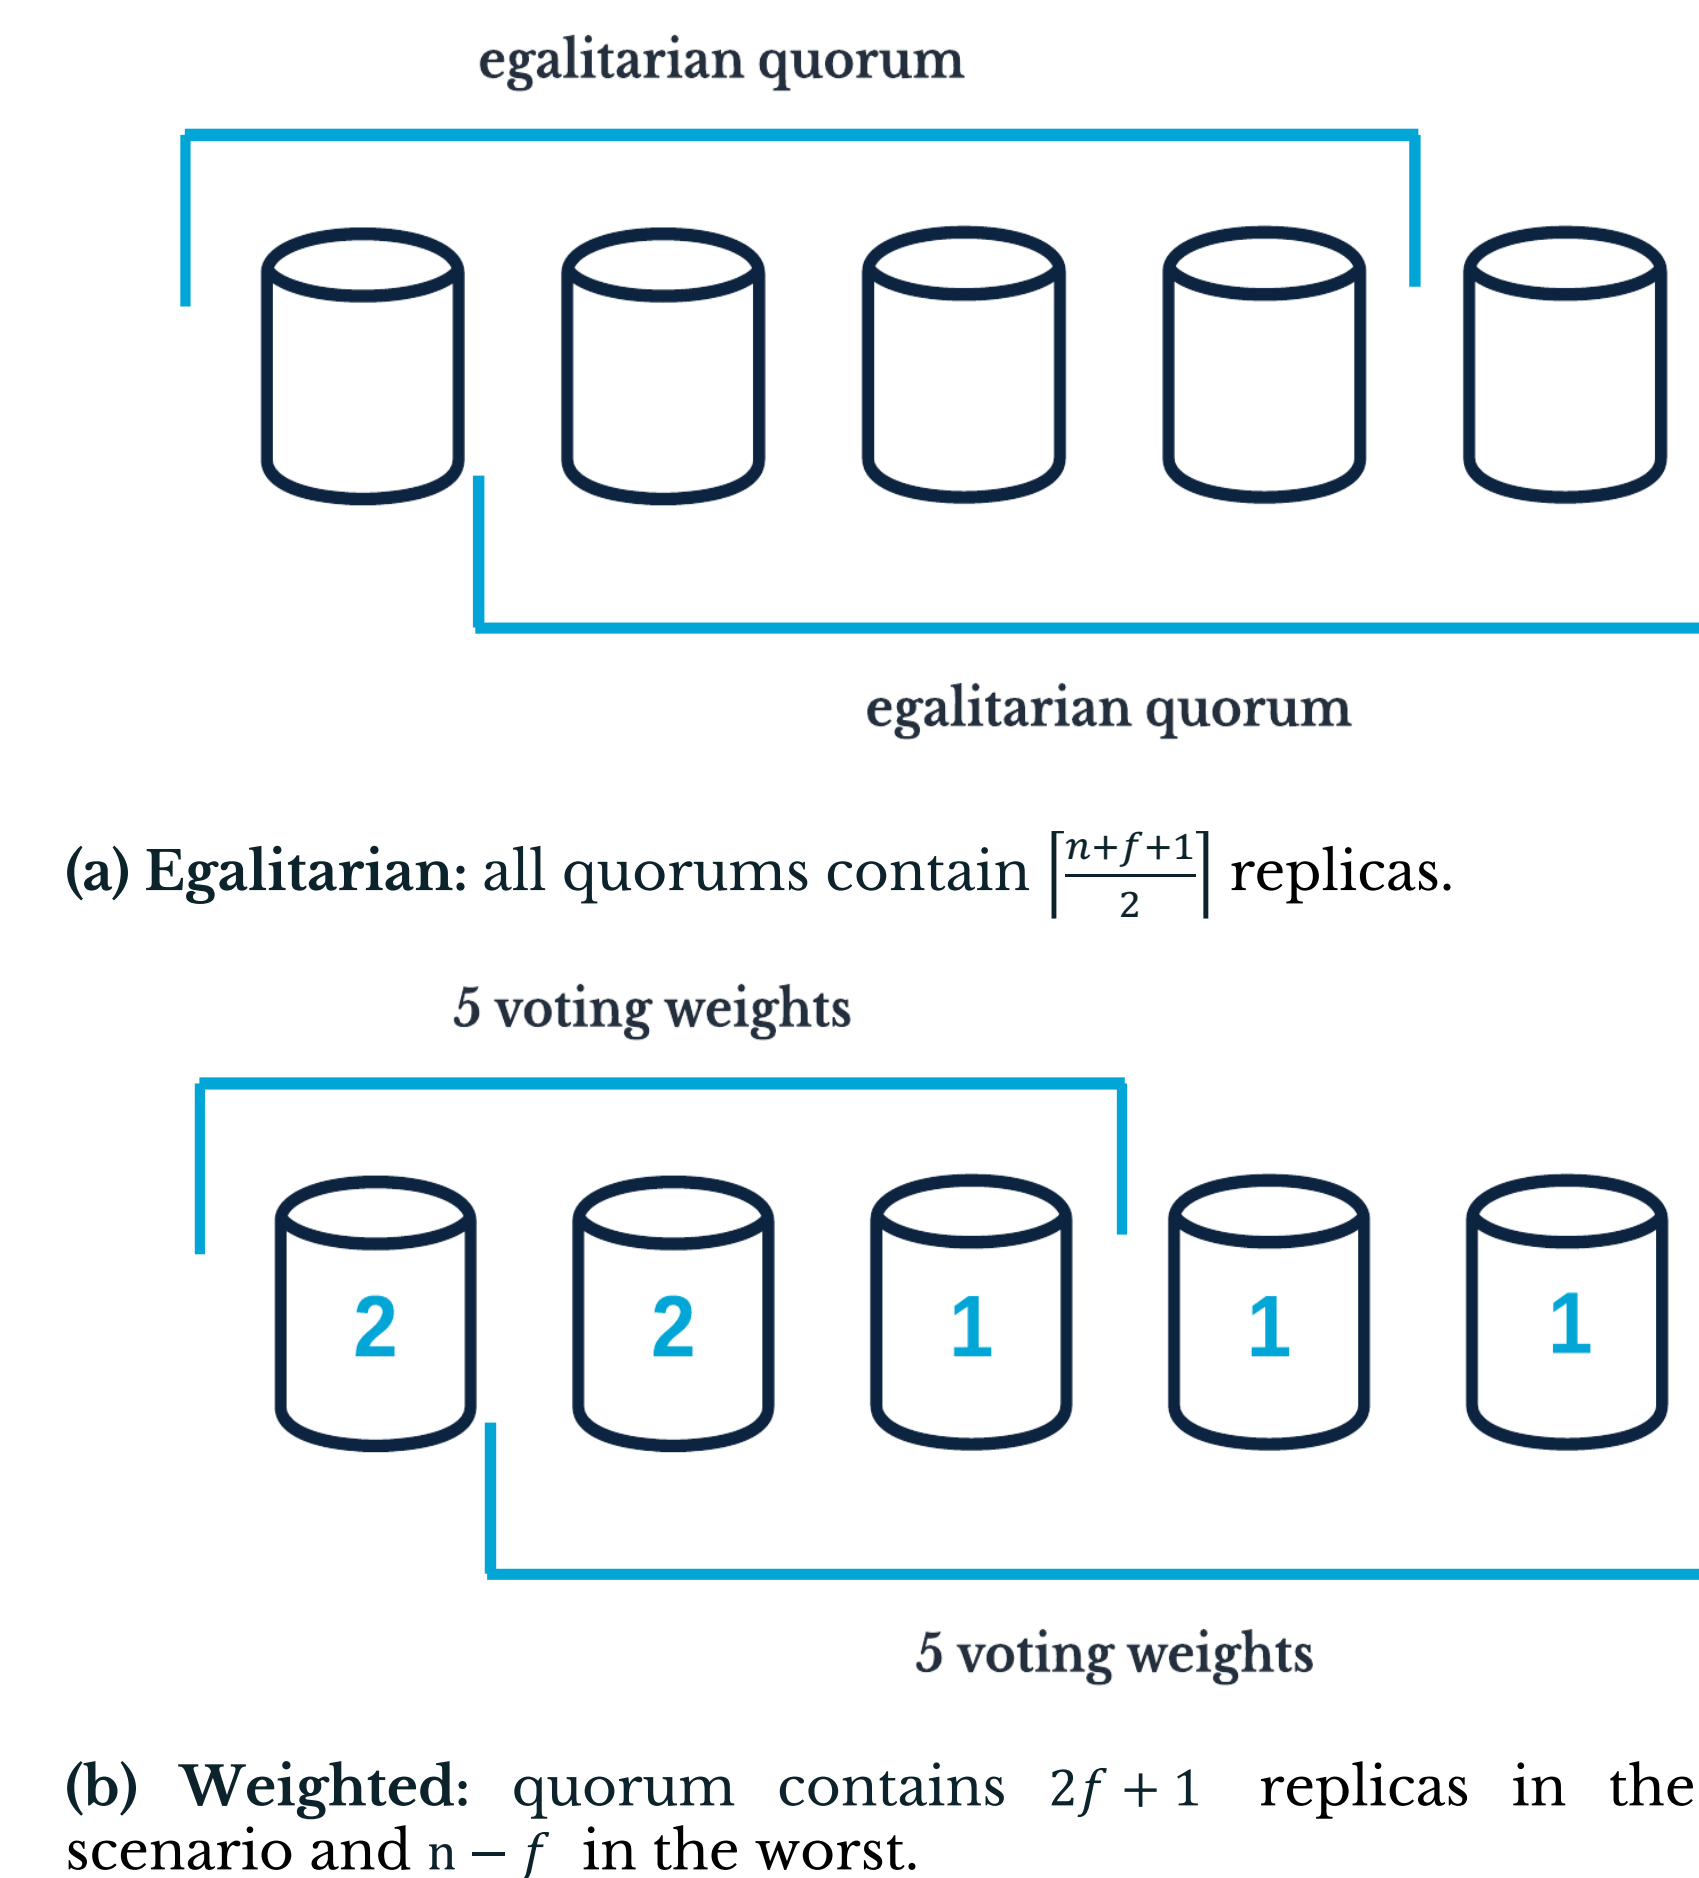 egalitarian quorum
egalitarian quorum
(a) Egalitarian: all quorums contain ⌈(n+f+1)/2⌉ replicas.
5 voting weights
2 2 1 1 1
5 voting weights
(b) Weighted: quorum contains 2f + 1 replicas in the
scenario and n − f in the worst.